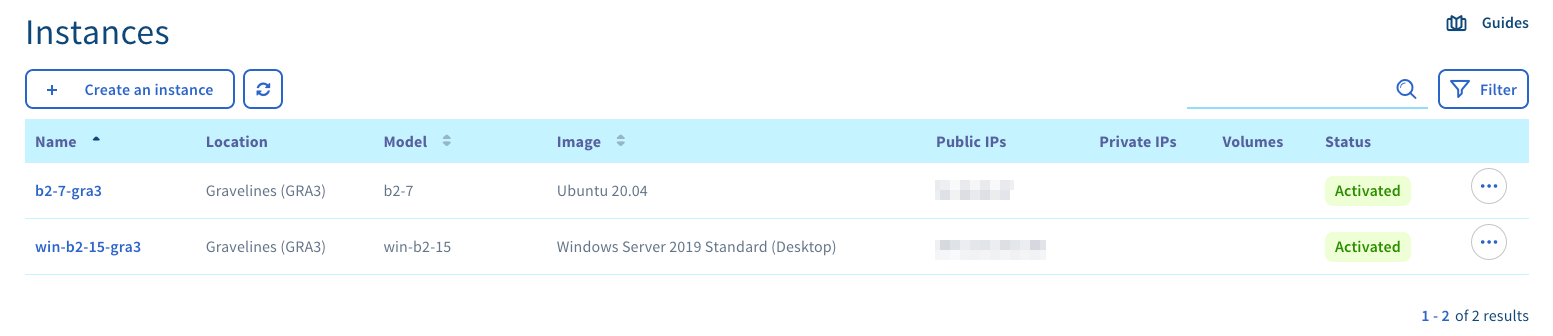 Instances
Guides
+ Create an instance
Filter
Name Location Model Image Public IPs Private IPs Volumes Status
b2-7-gra3 Gravelines (GRA3) b2-7 Ubuntu 20.04 Activated ...
win-b2-15-gra3 Gravelines (GRA3) win-b2-15 Windows Server 2019 Standard (Desktop) Activated ...
1 - 2 of 2 results